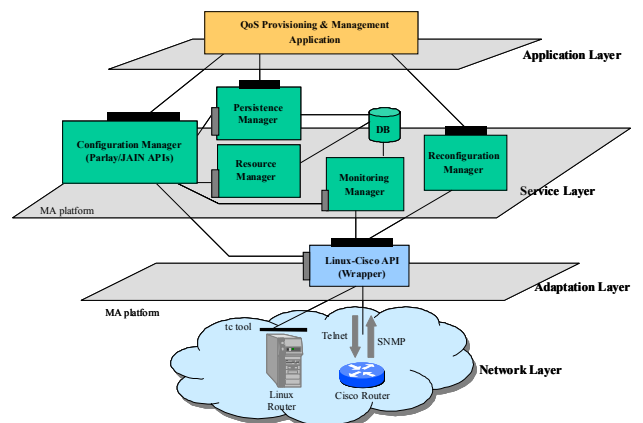 QoS Provisioning & Management
Application
Application Layer
Persistence
Manager
DB
Configuration Manager
(Parlay/JAIN APIs)
Resource
Manager
Monitoring
Manager
Reconfiguration
Manager
Service Layer
MA platform
Linux-Cisco API
(Wrapper)
Adaptation Layer
MA platform
tc tool
Telnet
SNMP
Network Layer
Linux
Router
Cisco Router